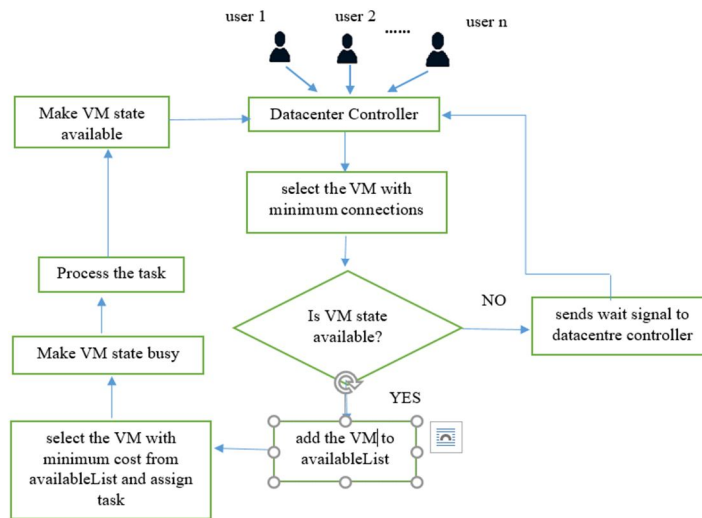 user 1
user 2
......
user n
Make VM state
available
Datacenter Controller
select the VM with
minimum connections
Process the task
Is VM state
available?
NO
sends wait signal to
datacentre controller
Make VM state busy
YES
add the VM to
availableList
select the VM with
minimum cost from
availableList and assign
task